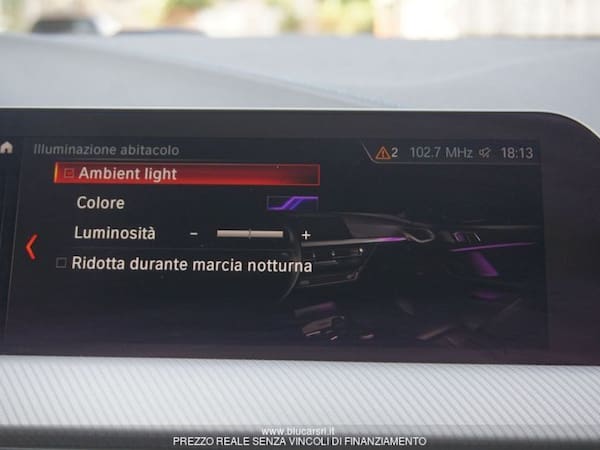 Illuminazione abitacolo
2 102.7 MHz 18:13
Ambient light
Colore
Luminosità - +
Ridotta durante marcia notturna
www.blucarsrl.it
PREZZO REALE SENZA VINCOLI DI FINANZIAMENTO